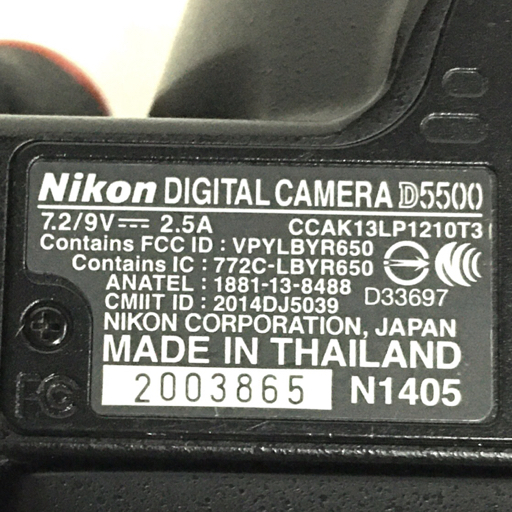 Nikon DIGITAL CAMERA D5500
7.2/9V⎓ 2.5A CCAK13LP1210T3
Contains FCC ID : VPYLBYR650
Contains IC : 772C-LBYR650
ANATEL : 1881-13-8488 D33697
CMIIT ID : 2014DJ5039
NIKON CORPORATION, JAPAN
MADE IN THAILAND
FC 2003865 N1405